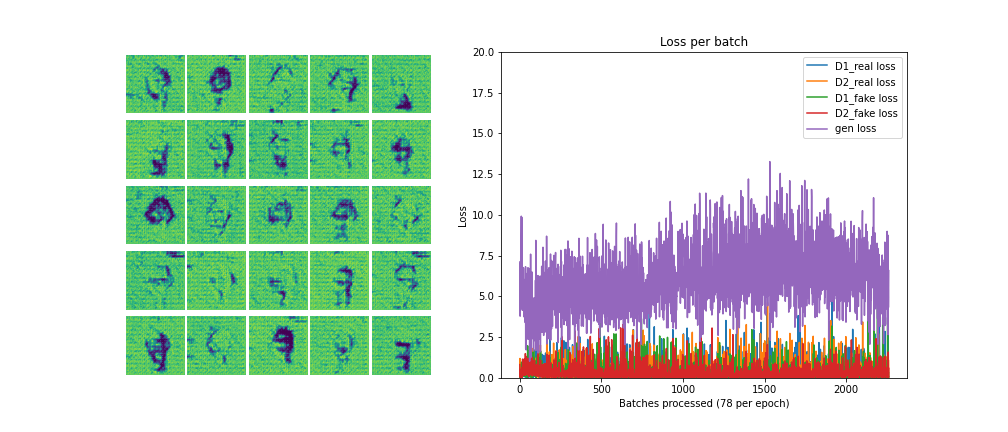 Loss per batch
20.0
17.5
15.0
12.5
10.0
7.5
5.0
2.5
0.0
Loss
D1_real loss
D2_real loss
D1_fake loss
D2_fake loss
gen loss
0
500
1000
1500
2000
Batches processed (78 per epoch)